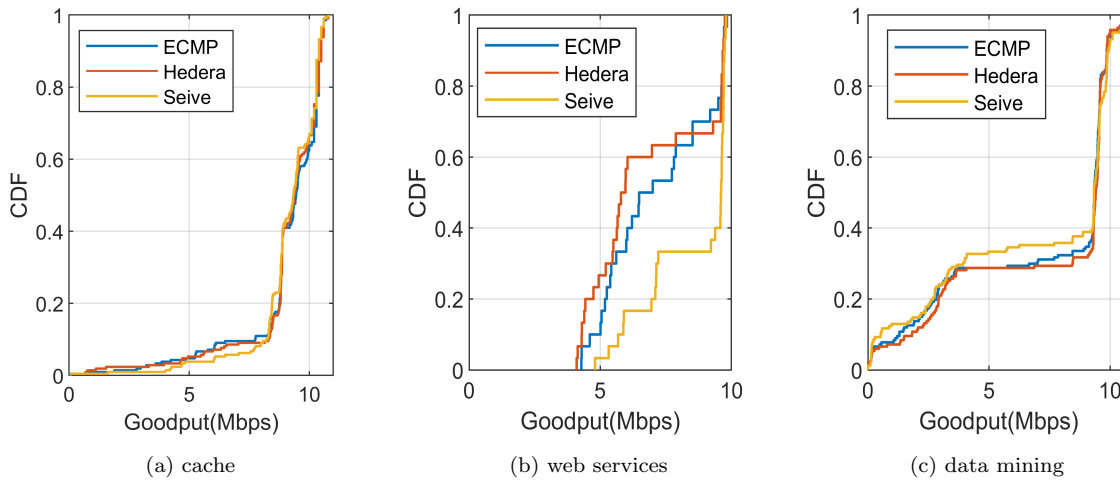 1
0.8
0.6
0.4
0.2
0
CDF
ECMP
Hedera
Seive
0 5 10
Goodput(Mbps)
(a) cache
1
0.8
0.6
0.4
0.2
0
CDF
ECMP
Hedera
Seive
0 5 10
Goodput(Mbps)
(b) web services
1
0.8
0.6
0.4
0.2
0
CDF
ECMP
Hedera
Seive
0 5 10
Goodput(Mbps)
(c) data mining